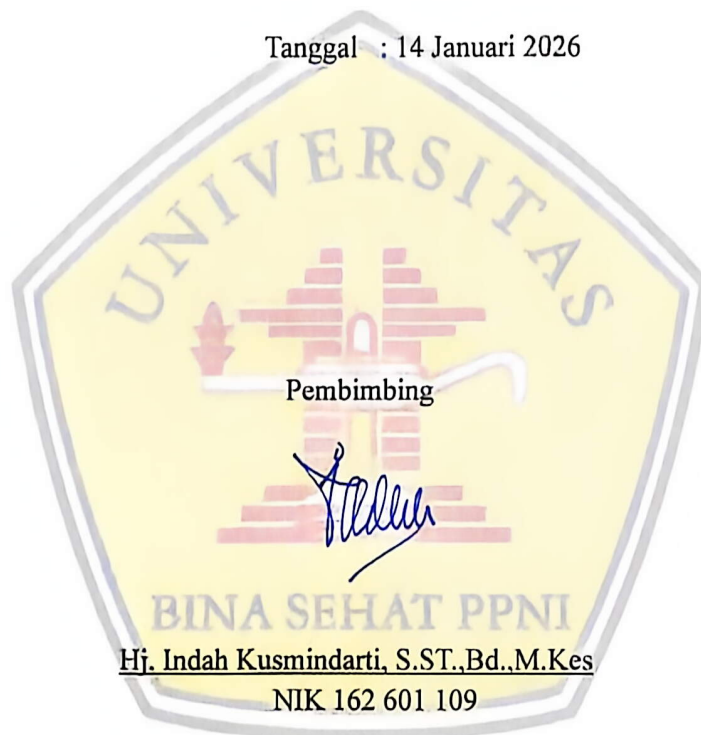 Tanggal : 14 Januari 2026
UNIVERSITAS
Pembimbing
BINA SEHAT PPNI
Hj. Indah Kusmindarti, S.ST.,Bd.,M.Kes
NIK 162 601 109